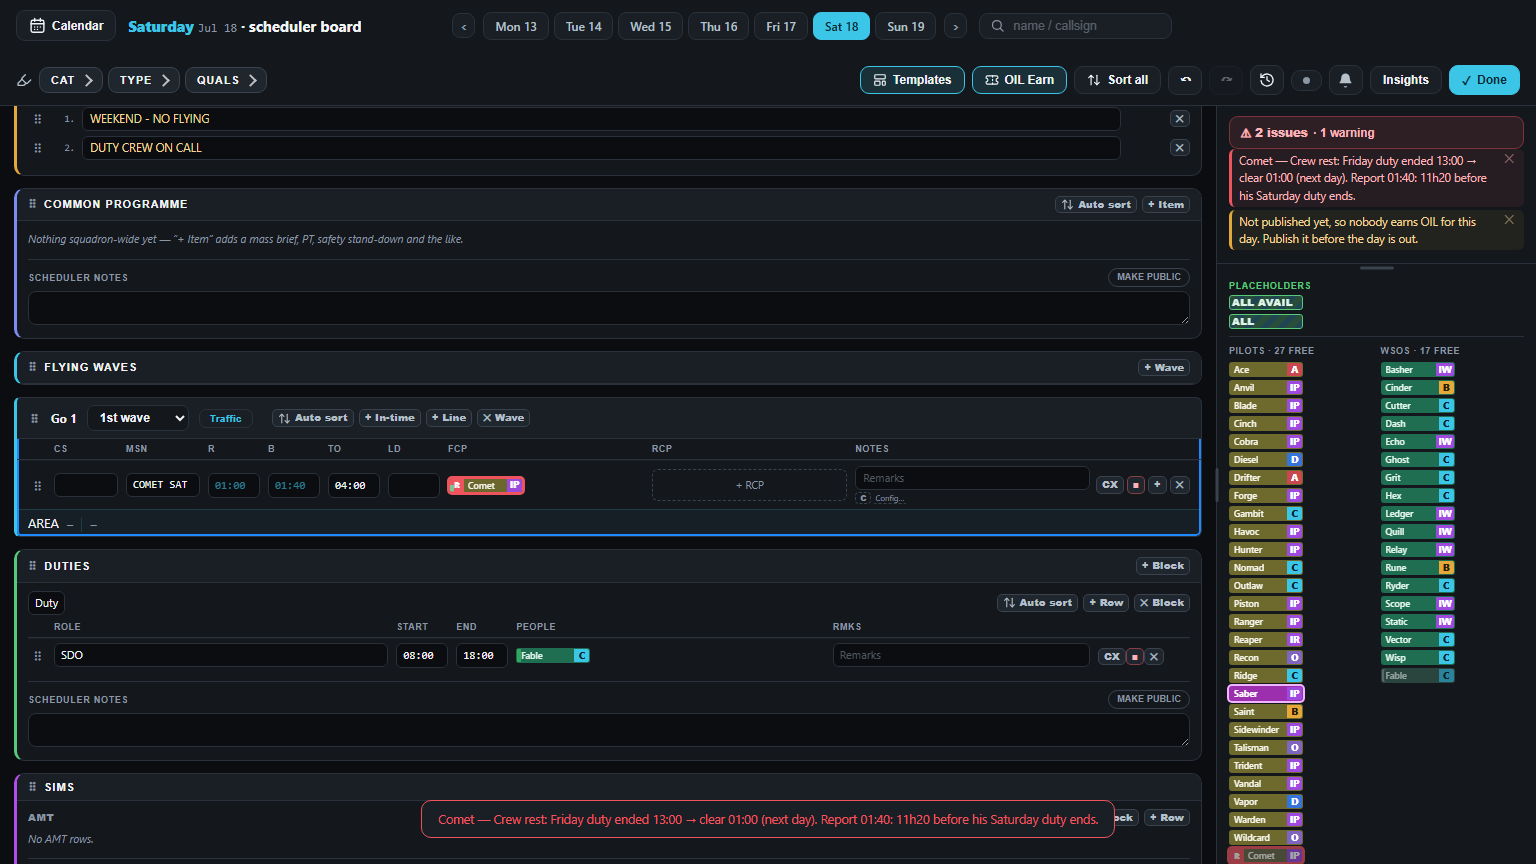 Calendar
Saturday Jul 18 · scheduler board
‹ Mon 13 Tue 14 Wed 15 Thu 16 Fri 17 Sat 18 Sun 19 ›
name / callsign
CAT TYPE QUALS
Templates OIL Earn Sort all Insights ✓ Done
1. WEEKEND - NO FLYING
2. DUTY CREW ON CALL
COMMON PROGRAMME Auto sort + Item
Nothing squadron-wide yet — "+ Item" adds a mass brief, PT, safety stand-down and the like.
SCHEDULER NOTES MAKE PUBLIC
FLYING WAVES + Wave
Go 1 1st wave Traffic Auto sort + In-time + Line × Wave
CS MSN R B TO LD FCP RCP NOTES
COMET SAT 01:00 01:40 04:00 R Comet IP + RCP Remarks CX + ×
C Config...
AREA – –
DUTIES + Block
Duty Auto sort + Row × Block
ROLE START END PEOPLE RMKS
SDO 08:00 18:00 Fable C Remarks CX ×
SCHEDULER NOTES MAKE PUBLIC
SIMS
AMT + Row
No AMT rows.
Comet — Crew rest: Friday duty ended 13:00 → clear 01:00 (next day). Report 01:40: 11h20 before his Saturday duty ends.
⚠ 2 issues · 1 warning
Comet — Crew rest: Friday duty ended 13:00 →
clear 01:00 (next day). Report 01:40: 11h20 before
his Saturday duty ends.
Not published yet, so nobody earns OIL for this
day. Publish it before the day is out.
PLACEHOLDERS
ALL AVAIL
ALL
PILOTS · 27 FREE
Ace A
Anvil IP
Blade IP
Cinch IP
Cobra IP
Diesel D
Drifter A
Forge IP
Gambit C
Havoc IP
Hunter IP
Nomad C
Outlaw C
Piston IP
Ranger IP
Reaper IR
Recon O
Ridge C
Saber IP
Saint B
Sidewinder IP
Talisman O
Trident IP
Vandal IP
Vapor D
Warden IP
Wildcard O
R Comet IP
WSOS · 17 FREE
Basher IW
Cinder B
Cutter C
Dash C
Echo IW
Ghost C
Grit C
Hex C
Ledger IW
Quill IW
Relay IW
Rune B
Ryder C
Scope IW
Static IW
Vector C
Wisp C
Fable C